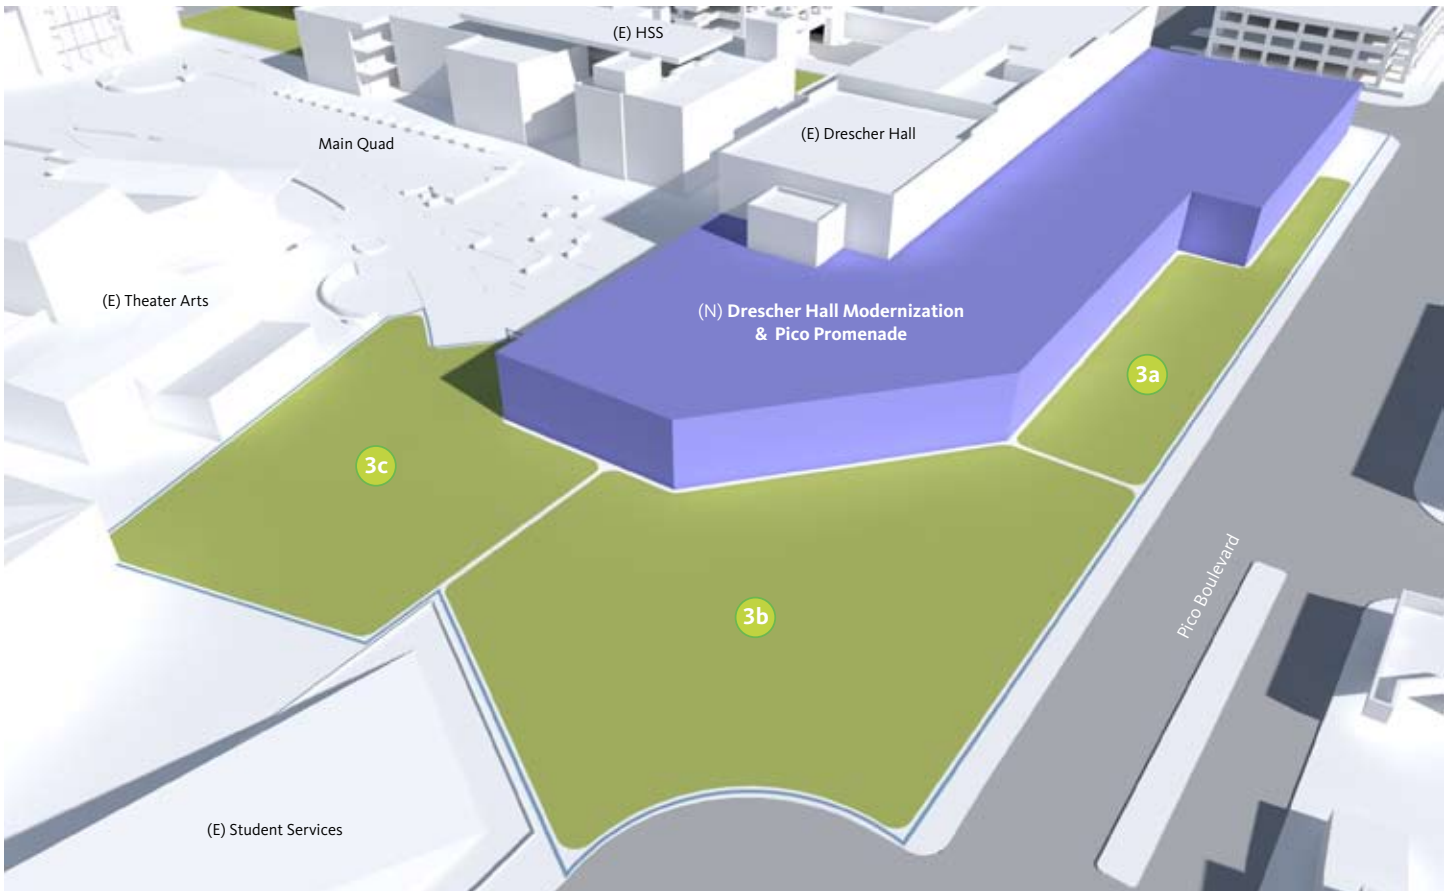 (E) HSS
(E) Drescher Hall
Main Quad
(E) Theater Arts
(N) Drescher Hall Modernization
& Pico Promenade
3a
3c
Pico Boulevard
3b
(E) Student Services